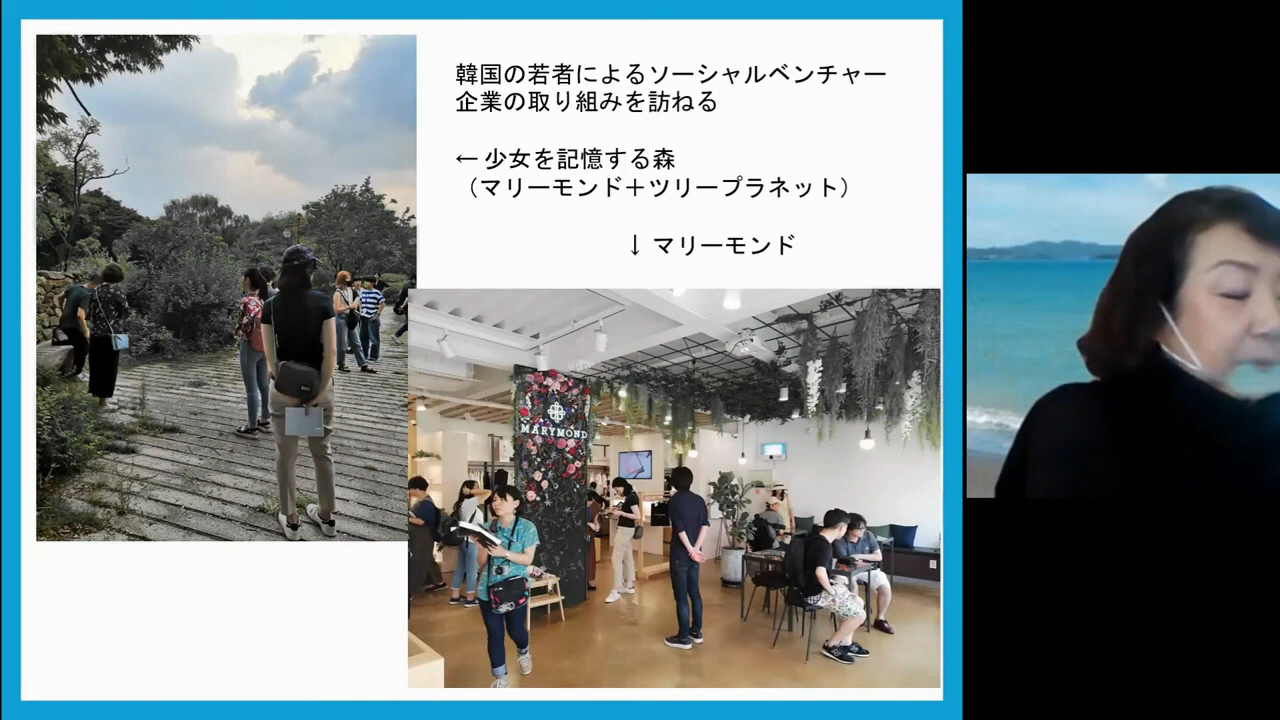 韓国の若者によるソーシャルベンチャー
企業の取り組みを訪ねる
← 少女を記憶する森
（マリーモンド＋ツリープラネット）
↓ マリーモンド
MARYMOND